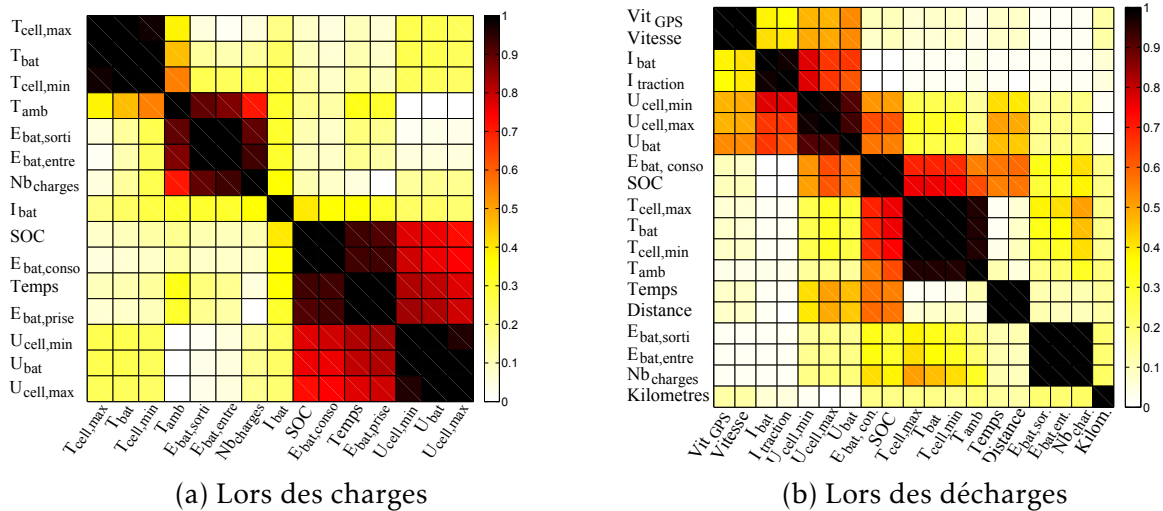 T cell,max
T bat
T cell,min
T amb
E bat,sorti
E bat,entre
Nb charges
I bat
SOC
E bat,conso
Temps
E bat,prise
U cell,min
U bat
U cell,max
T cell,max
T bat
T cell,min
T amb
E bat,sorti
E bat,entre
Nb charges
I bat
SOC
E bat,conso
Temps
E bat,prise
U cell,min
U bat
U cell,max
1
0.9
0.8
0.7
0.6
0.5
0.4
0.3
0.2
0.1
0
(a) Lors des charges
Vit GPS
Vitesse
I bat
I traction
U cell,min
U cell,max
U bat
E bat, conso
SOC
T cell,max
T bat
T cell,min
T amb
Temps
Distance
E bat,sorti
E bat,entre
Nb charges
Kilometres
Vit GPS
Vitesse
I bat
I traction
U cell,min
U cell,max
U bat
E bat, con.
SOC
T cell,max
T bat
T cell,min
T amb
Temps
Distance
E bat,sor.
E bat,ent.
Nb char.
Kilom.
1
0.9
0.8
0.7
0.6
0.5
0.4
0.3
0.2
0.1
0
(b) Lors des décharges